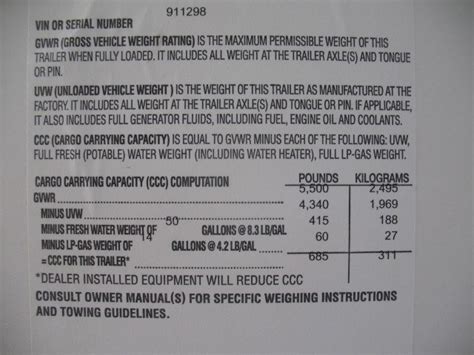 911298
VIN OR SERIAL NUMBER
GVWR (GROSS VEHICLE WEIGHT RATING) IS THE MAXIMUM PERMISSIBLE WEIGHT OF THIS
TRAILER WHEN FULLY LOADED. IT INCLUDES ALL WEIGHT AT THE TRAILER AXLE(S) AND TONGUE
OR PIN.
UVW (UNLOADED VEHICLE WEIGHT ) IS THE WEIGHT OF THIS TRAILER AS MANUFACTURED AT THE
FACTORY. IT INCLUDES ALL WEIGHT AT THE TRAILER AXLE(S) AND TONGUE OR PIN. IF APPLICABLE,
IT ALSO INCLUDES FULL GENERATOR FLUIDS, INCLUDING FUEL, ENGINE OIL AND COOLANTS.
CCC (CARGO CARRYING CAPACITY) IS EQUAL TO GVWR MINUS EACH OF THE FOLLOWING: UVW,
FULL FRESH (POTABLE) WATER WEIGHT (INCLUDING WATER HEATER), FULL LP-GAS WEIGHT.
CARGO CARRYING CAPACITY (CCC) COMPUTATION POUNDS KILOGRAMS
GVWR 5,500 2,495
MINUS UVW 4,340 1,969
MINUS FRESH WATER WEIGHT OF 50 GALLONS @ 8.3 LB/GAL 415 188
MINUS LP-GAS WEIGHT OF 14 GALLONS @ 4.2 LB/GAL 60 27
= CCC FOR THIS TRAILER* 685 311
*DEALER INSTALLED EQUIPMENT WILL REDUCE CCC
CONSULT OWNER MANUAL(S) FOR SPECIFIC WEIGHING INSTRUCTIONS
AND TOWING GUIDELINES.